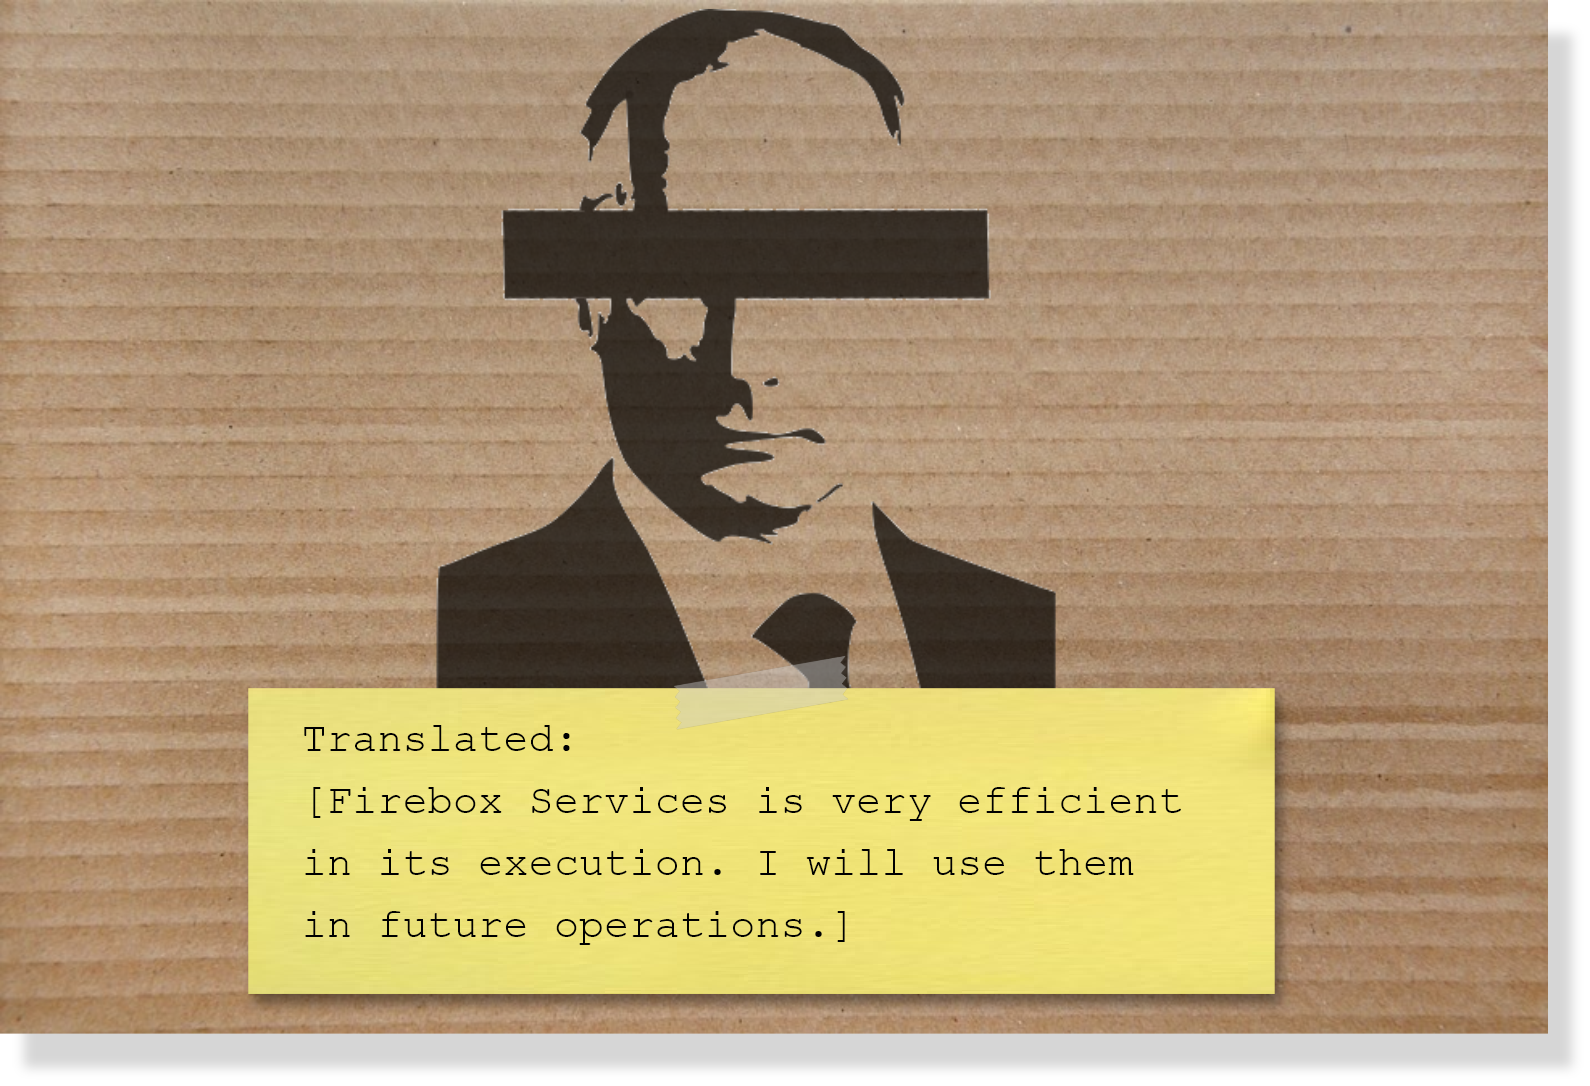 Translated:
[Firebox Services is very efficient
in its execution. I will use them
in future operations.]